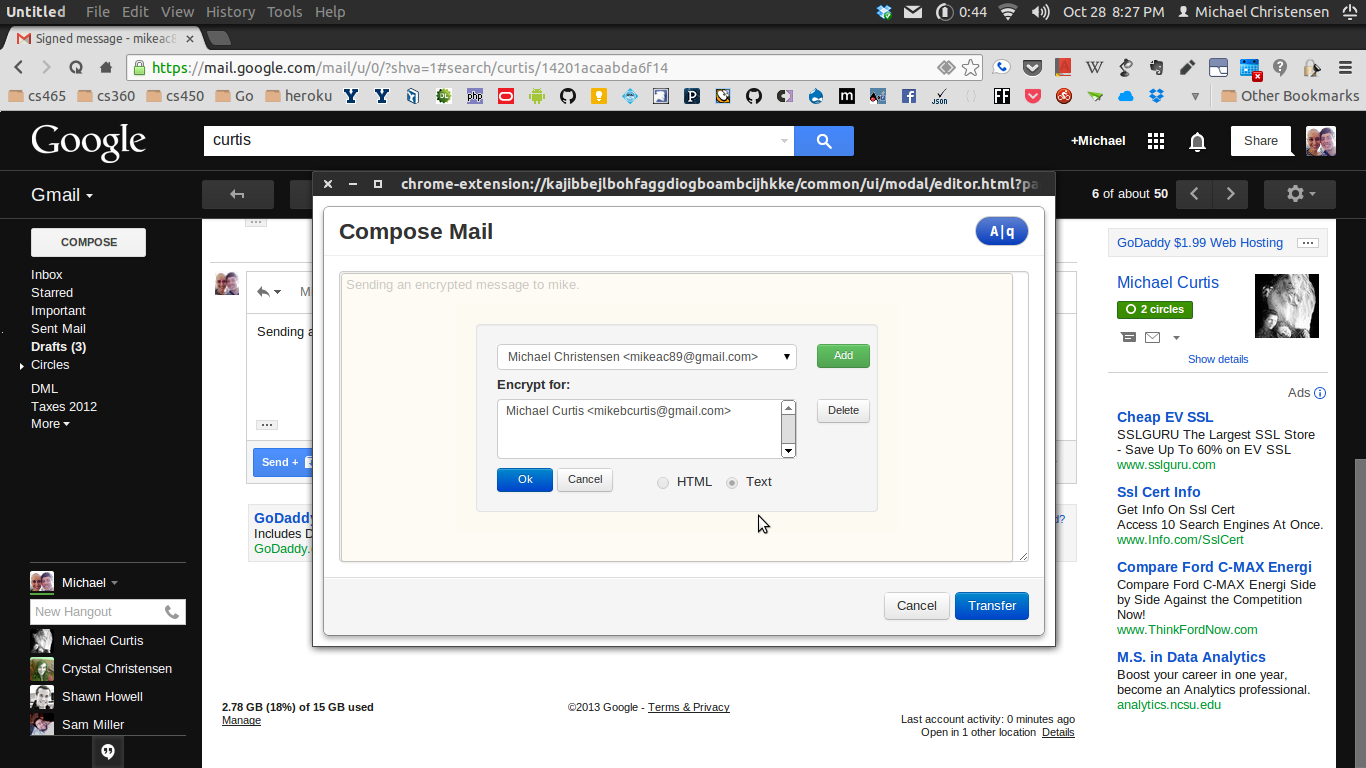 Untitled File Edit View History Tools Help 0:44 Oct 28 8:27 PM Michael Christensen
Signed message - mikeac8
https://mail.google.com/mail/u/0/?shva=1#search/curtis/14201acaabda6f14
cs465 cs360 cs450 Go heroku Other Bookmarks
Google curtis +Michael Share
chrome-extension://kajibbejlbohfaggdiogboambcijhkke/common/ui/modal/editor.html?pa
Gmail 6 of about 50
COMPOSE
Inbox
Starred
Important
Sent Mail
Drafts (3)
Circles
DML
Taxes 2012
More
M
Sending a
Send +
GoDaddy
Includes D
GoDaddy.
d?
Compose Mail A|q
Sending an encrypted message to mike.
Michael Christensen <mikeac89@gmail.com> Add
Encrypt for:
Michael Curtis <mikebcurtis@gmail.com> Delete
Ok Cancel HTML Text
Cancel Transfer
GoDaddy $1.99 Web Hosting
Michael Curtis
2 circles
Show details
Ads
Cheap EV SSL
SSLGURU The Largest SSL Store
- Save Up To 60% on EV SSL
www.sslguru.com
Ssl Cert Info
Get Info On Ssl Cert
Access 10 Search Engines At Once.
www.Info.com/SslCert
Compare Ford C-MAX Energi
Compare Ford C-MAX Energi Side
by Side Against the Competition
Now!
www.ThinkFordNow.com
M.S. in Data Analytics
Boost your career in one year,
become an Analytics professional.
analytics.ncsu.edu
Michael
New Hangout
Michael Curtis
Crystal Christensen
Shawn Howell
Sam Miller
2.78 GB (18%) of 15 GB used
Manage
©2013 Google - Terms & Privacy
Last account activity: 0 minutes ago
Open in 1 other location Details